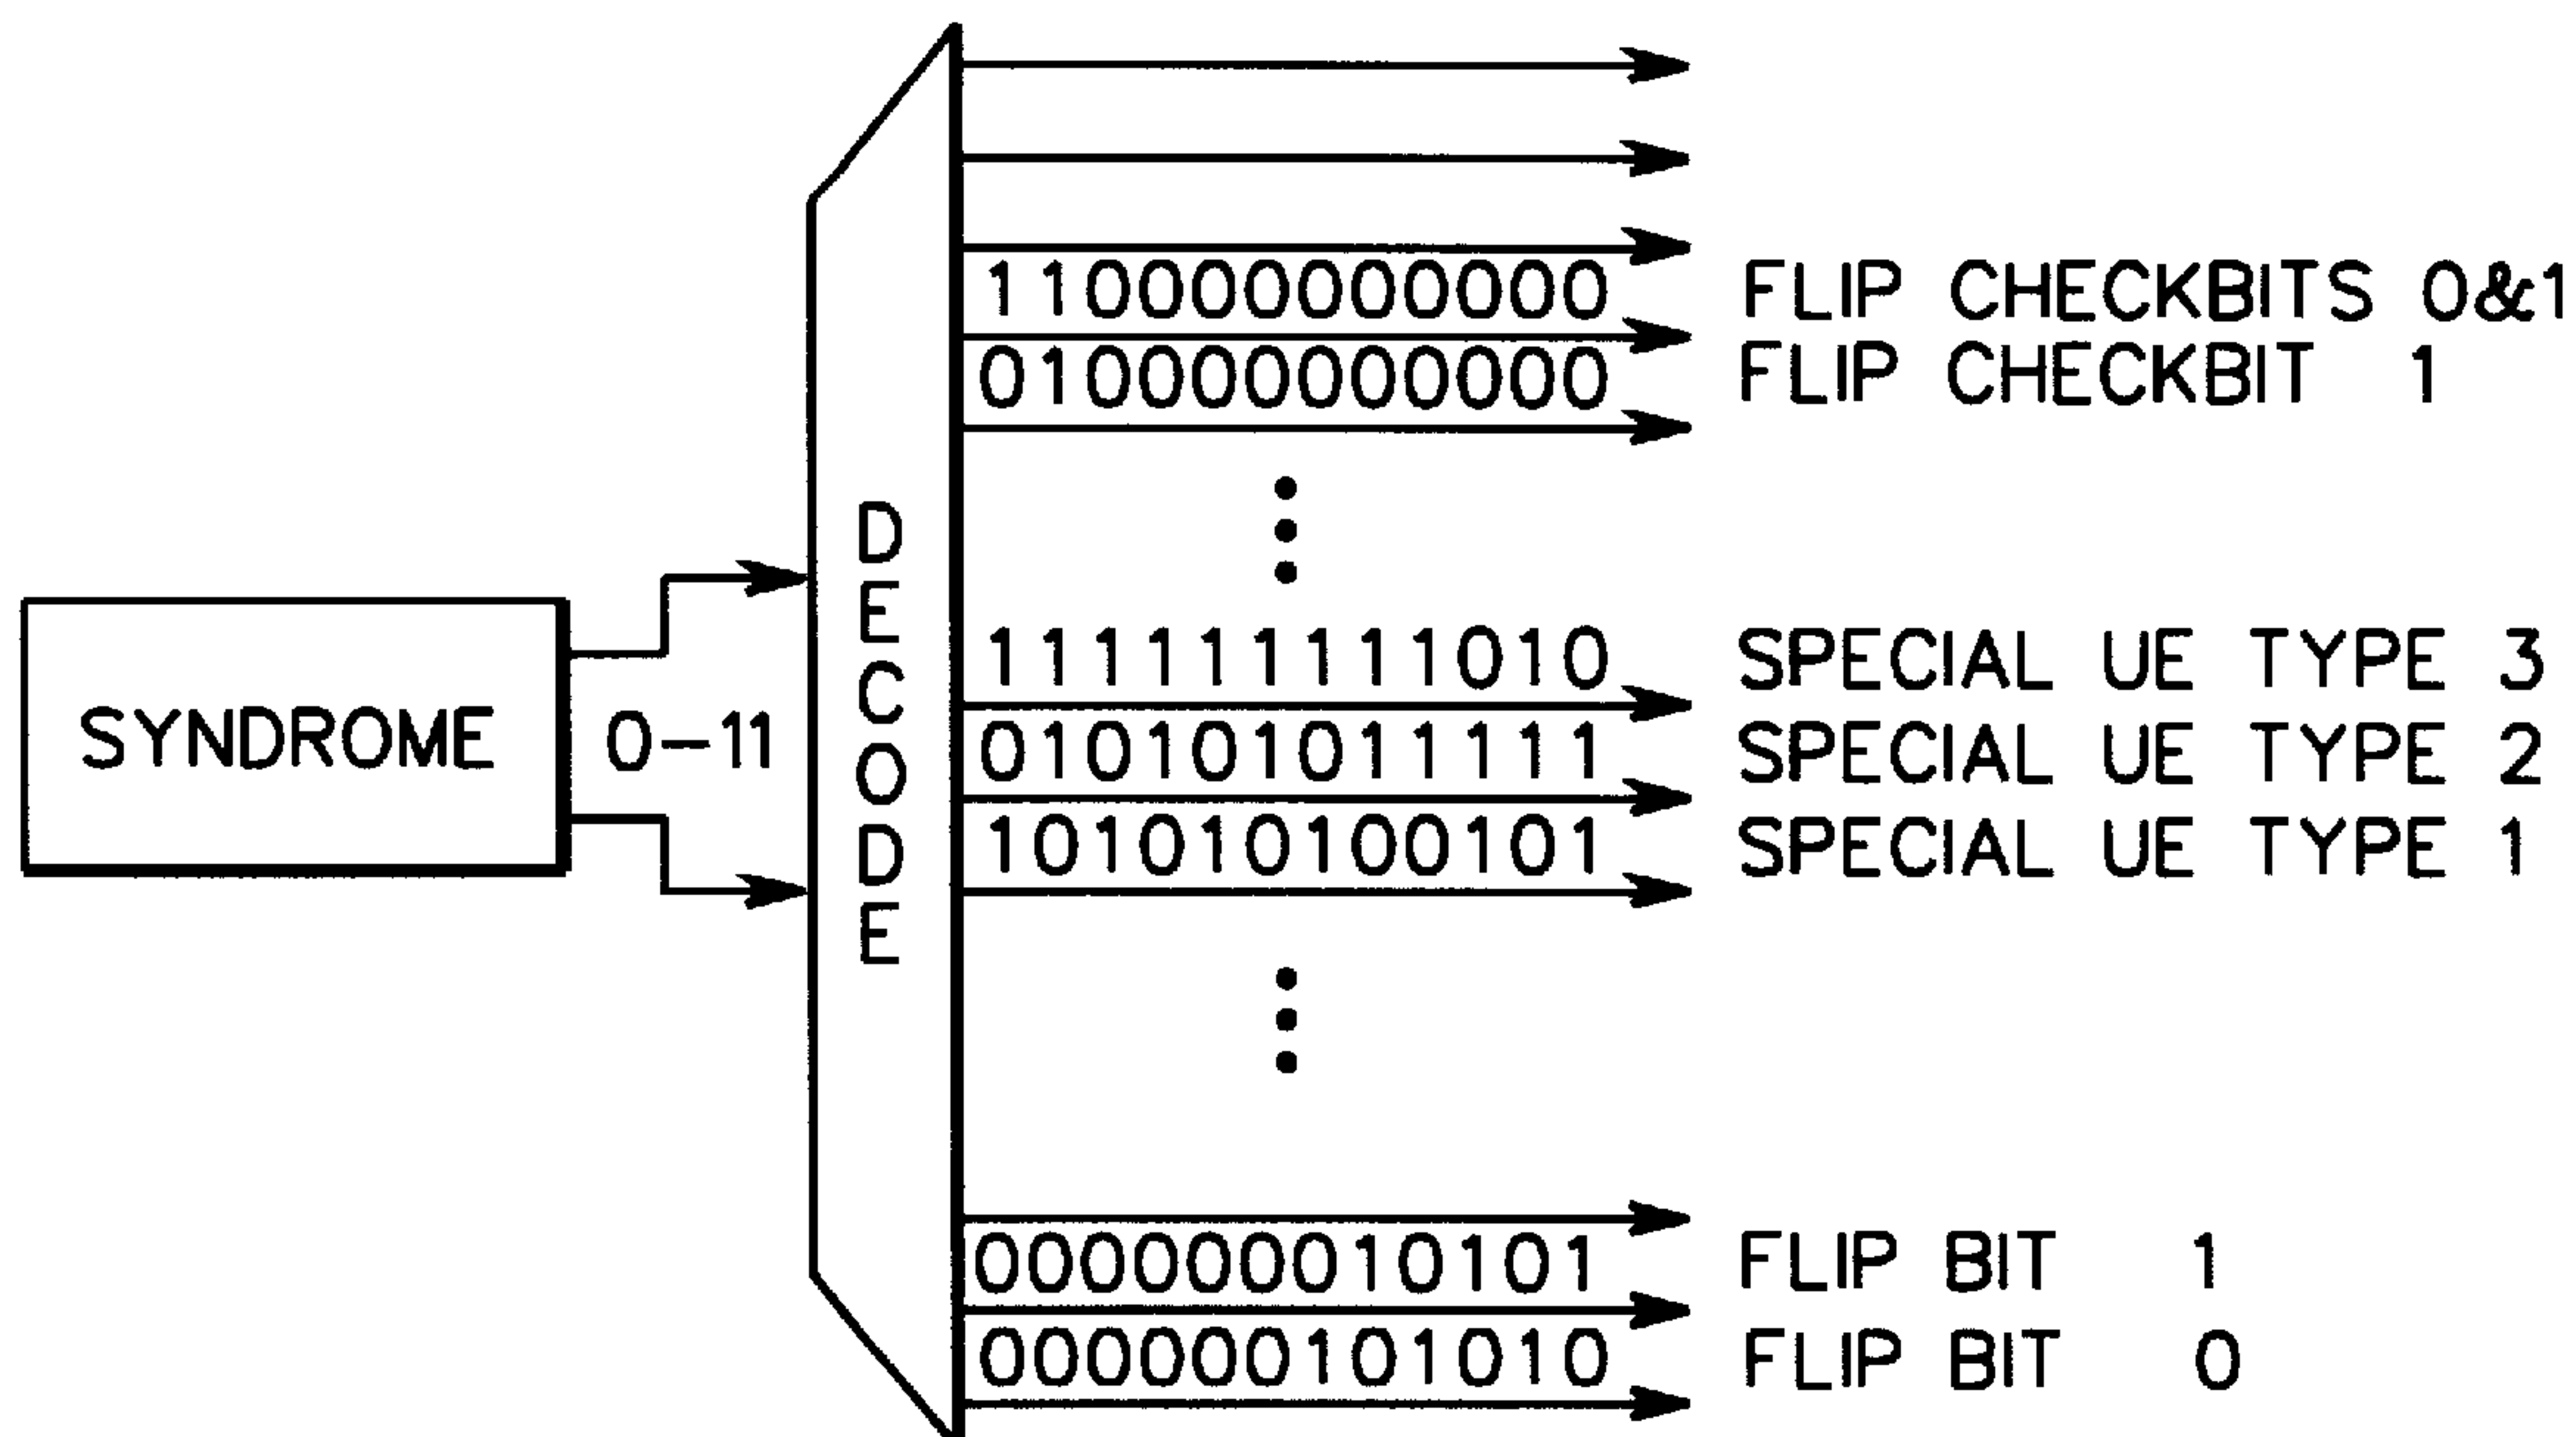 110000000000 FLIP CHECKBITS 0&1
010000000000 FLIP CHECKBIT 1
111111111010 SPECIAL UE TYPE 3
010101011111 SPECIAL UE TYPE 2
101010100101 SPECIAL UE TYPE 1
000000010101 FLIP BIT 1
000000101010 FLIP BIT 0
SYNDROME
0-11
DECODE